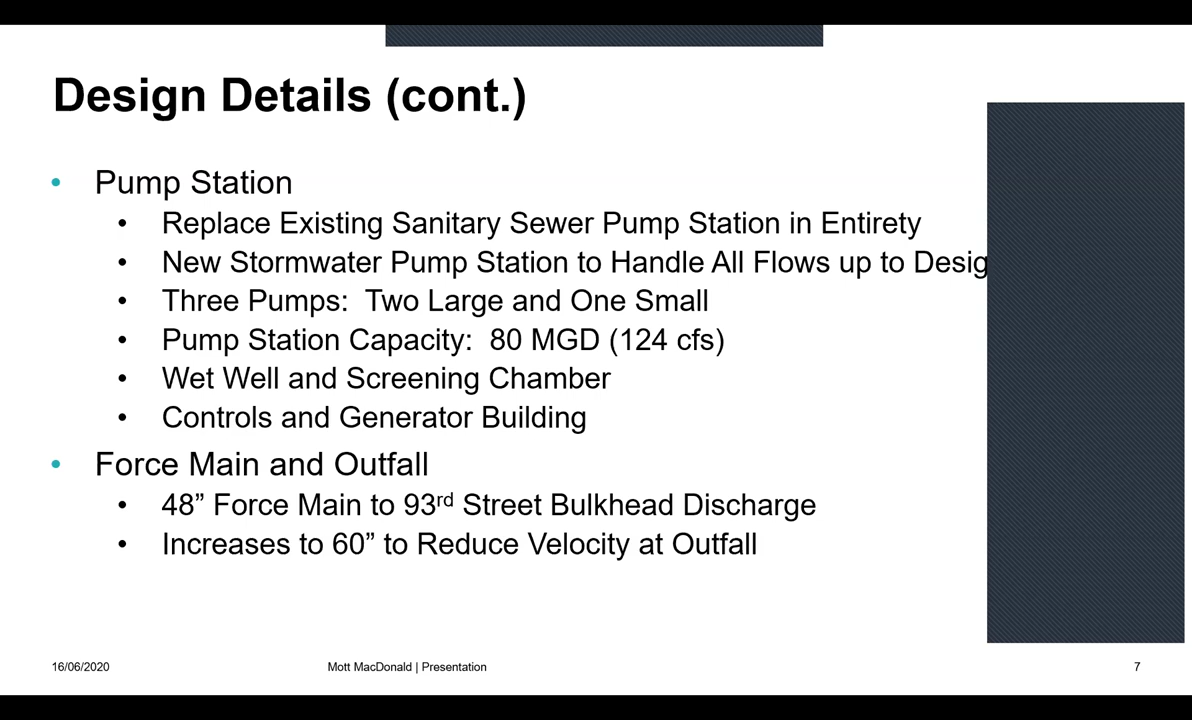 Design Details (cont.)
• Pump Station
• Replace Existing Sanitary Sewer Pump Station in Entirety
• New Stormwater Pump Station to Handle All Flows up to Desig
• Three Pumps:  Two Large and One Small
• Pump Station Capacity:  80 MGD (124 cfs)
• Wet Well and Screening Chamber
• Controls and Generator Building
• Force Main and Outfall
• 48” Force Main to 93rd Street Bulkhead Discharge
• Increases to 60” to Reduce Velocity at Outfall
16/06/2020 Mott MacDonald | Presentation 7